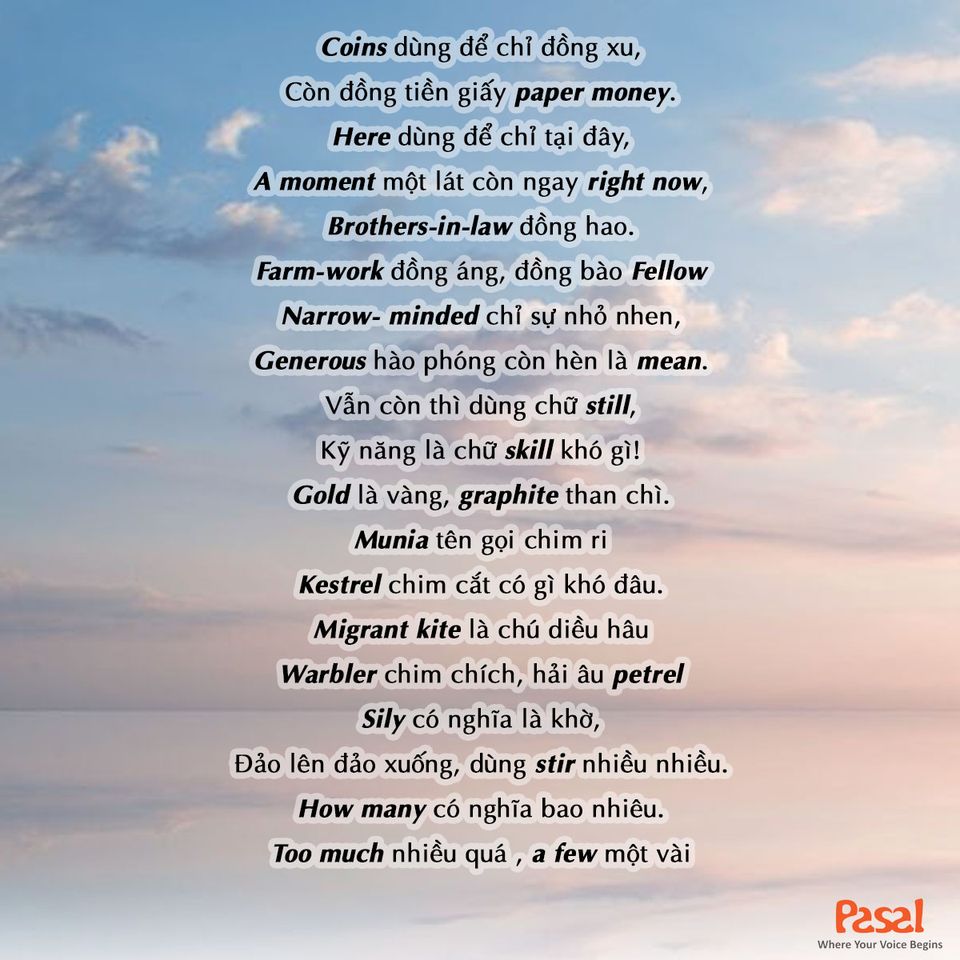 Coins dùng để chỉ đồng xu,
Còn đồng tiền giấy paper money.
Here dùng để chỉ tại đây,
A moment một lát còn ngay right now,
Brothers-in-law đồng hao.
Farm-work đồng áng, đồng bào Fellow
Narrow- minded chỉ sự nhỏ nhen,
Generous hào phóng còn hèn là mean.
Vẫn còn thì dùng chữ still,
Kỹ năng là chữ skill khó gì!
Gold là vàng, graphite than chì.
Munia tên gọi chim ri
Kestrel chim cắt có gì khó đâu.
Migrant kite là chú diều hâu
Warbler chim chích, hải âu petrel
Sily có nghĩa là khờ,
Đảo lên đảo xuống, dùng stir nhiều nhiều.
How many có nghĩa bao nhiêu.
Too much nhiều quá , a few một vài
Pasal
Where Your Voice Begins